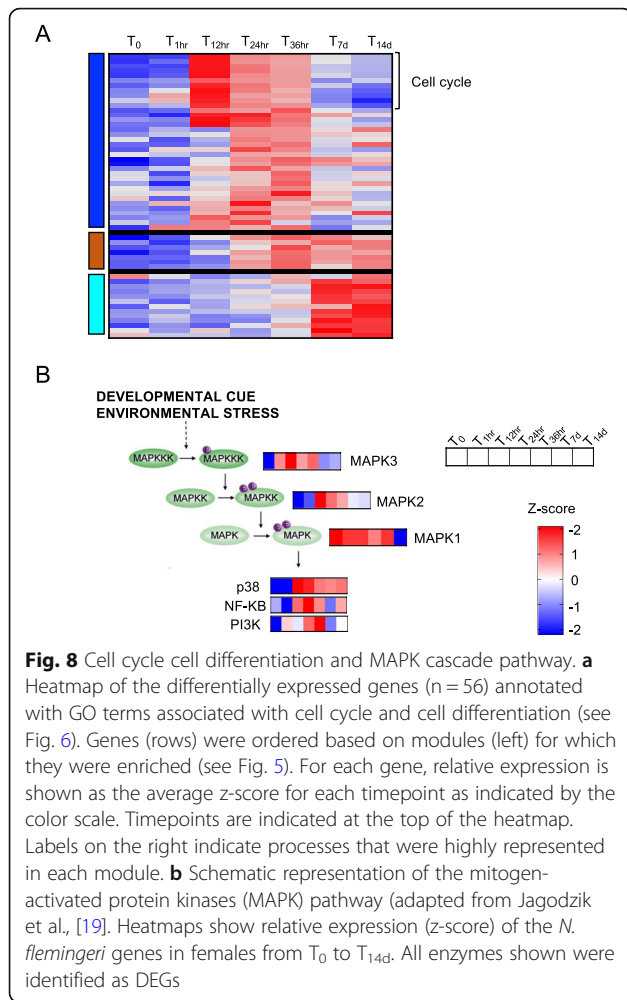 A
T0 T1hr T12hr T24hr T36hr T7d T14d
Cell cycle
B
DEVELOPMENTAL CUE
ENVIRONMENTAL STRESS
T0 T1hr T12hr T24hr T36hr T7d T14d
MAPKKK P MAPKKK MAPK3
MAPKK P P MAPKK MAPK2
MAPK P P MAPK MAPK1
p38
NF-KB
PI3K
Z-score
-2
-1
0
-1
-2
Fig. 8 Cell cycle cell differentiation and MAPK cascade pathway. a
Heatmap of the differentially expressed genes (n = 56) annotated
with GO terms associated with cell cycle and cell differentiation (see
Fig. 6). Genes (rows) were ordered based on modules (left) for which
they were enriched (see Fig. 5). For each gene, relative expression is
shown as the average z-score for each timepoint as indicated by the
color scale. Timepoints are indicated at the top of the heatmap.
Labels on the right indicate processes that were highly represented
in each module. b Schematic representation of the mitogen-
activated protein kinases (MAPK) pathway (adapted from Jagodzik
et al., [19]. Heatmaps show relative expression (z-score) of the N.
flemingeri genes in females from T0 to T14d. All enzymes shown were
identified as DEGs